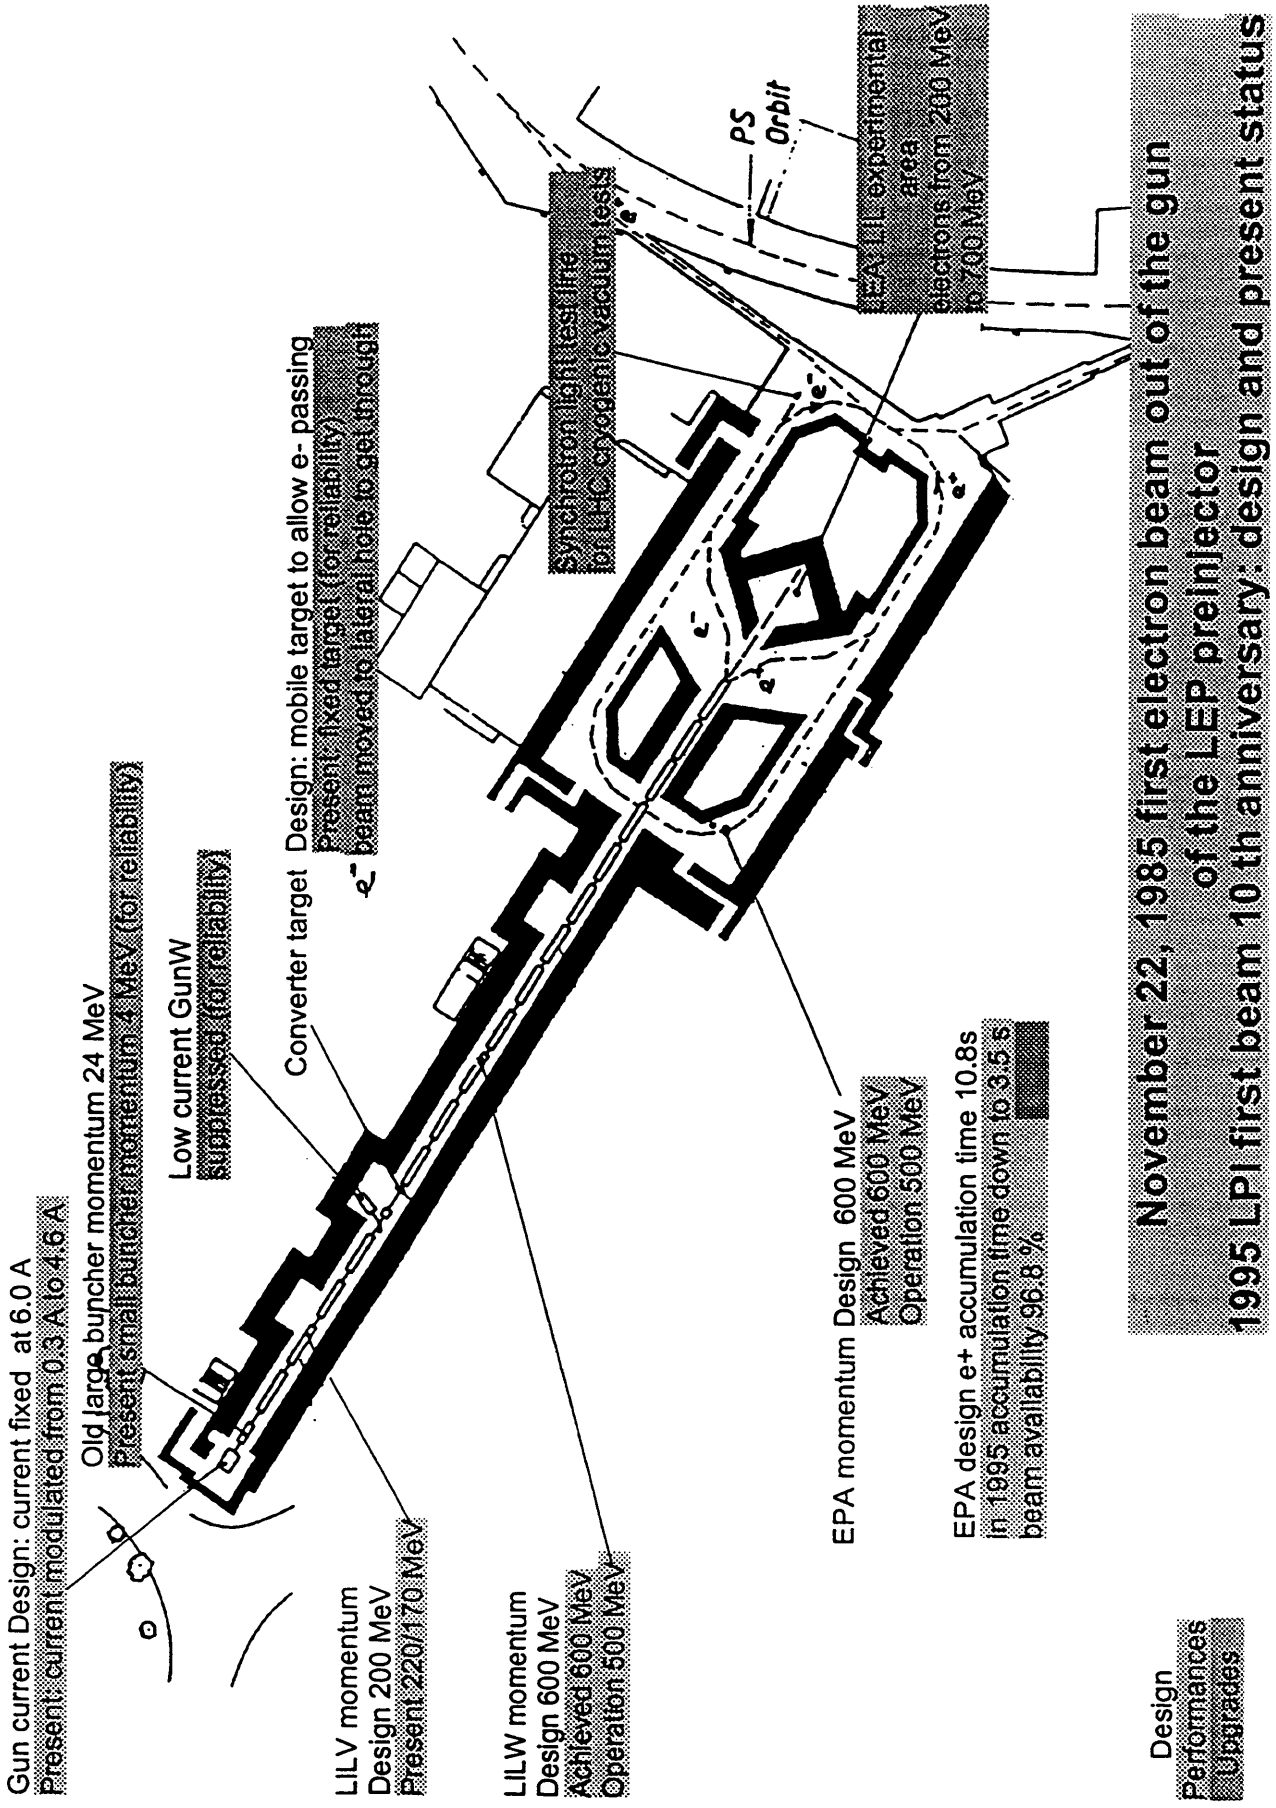 Gun current Design: current fixed at 6.0 A
Present: current modulated from 0.3 A to 4.6 A
Old large buncher momentum 24 MeV
Present small buncher momentum 4 MeV (for reliability)
Low current GunW
suppressed (for reliability)
Converter target Design: mobile target to allow e- passing
Present: fixed target (for reliability)
e- beam moved to lateral hole to get through
Synchrotron light test line
for LHC cryogenic vacuum tests
PS
Orbit
LEA: LIL experimental
area
electrons from 200 MeV
to 700 MeV
e-
e-
e+
e-
e+
LILV momentum
Design 200 MeV
Present 220/170 MeV
LILW momentum
Design 600 MeV
Achieved 600 MeV
Operation 500 MeV
EPA momentum Design 600 MeV
Achieved 600 MeV
Operation 500 MeV
EPA design e+ accumulation time 10.8s
In 1995 accumulation time down to 3.5 s
beam availability 96.8 %
Design
Performances
Upgrades
November 22, 1985 first electron beam out of the gun
of the LEP preinjector
1995 LPI first beam 10 th anniversary: design and present status